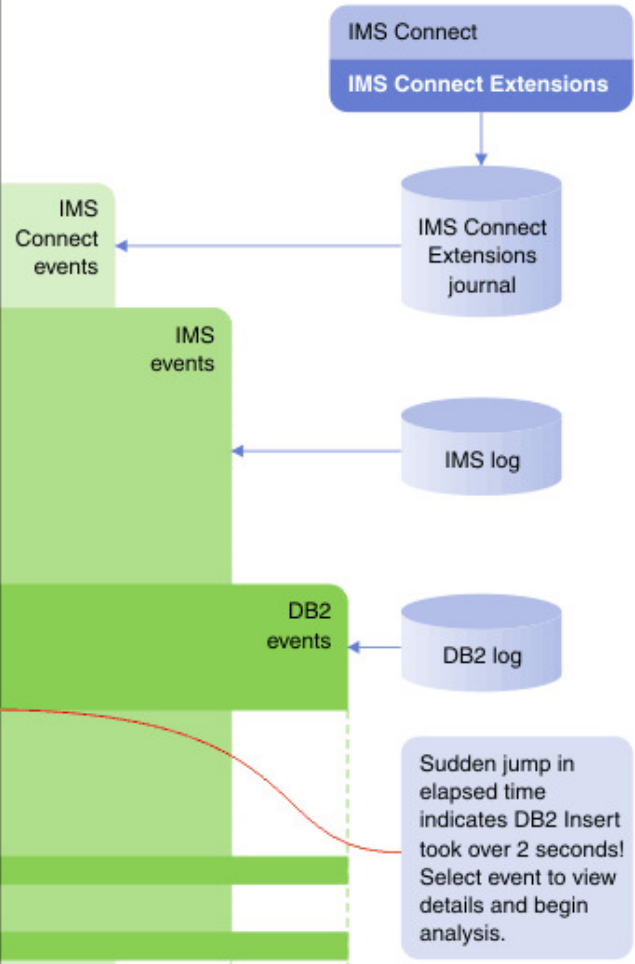 IMS Connect
IMS Connect Extensions
IMS
Connect
events
IMS Connect
Extensions
journal
IMS
events
IMS log
DB2
events
DB2 log
Sudden jump in
elapsed time
indicates DB2 Insert
took over 2 seconds!
Select event to view
details and begin
analysis.